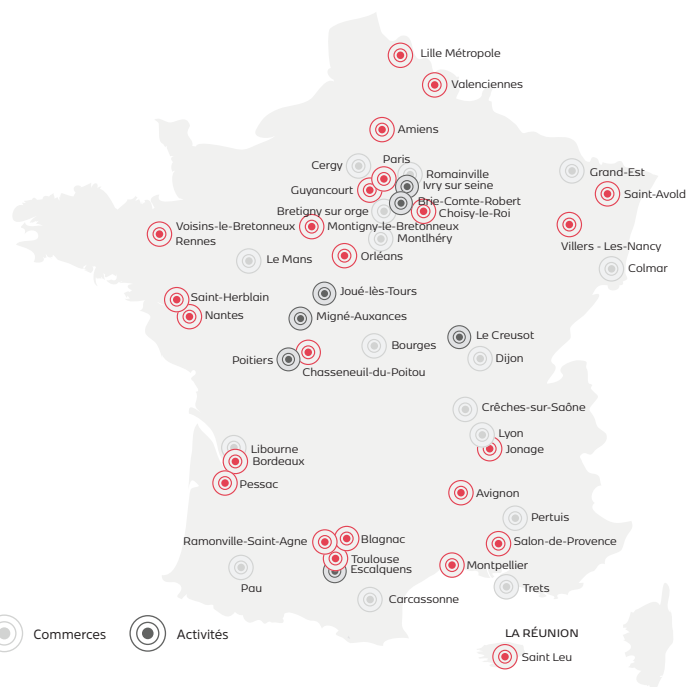 Lille Métropole
Valenciennes
Amiens
Cergy
Paris
Romainville
Grand-Est
Guyancourt
Ivry sur seine
Saint-Avold
Brie-Comte-Robert
Bretigny sur orge
Choisy-le-Roi
Voisins-le-Bretonneux
Montigny-le-Bretonneux
Rennes
Montlhéry
Villers - Les-Nancy
Le Mans
Orléans
Colmar
Joué-lès-Tours
Saint-Herblain
Nantes
Migné-Auxances
Le Creusot
Bourges
Poitiers
Dijon
Chasseneuil-du-Poitou
Crêches-sur-Saône
Lyon
Libourne
Jonage
Bordeaux
Pessac
Avignon
Pertuis
Ramonville-Saint-Agne
Blagnac
Salon-de-Provence
Toulouse
Montpellier
Escalquens
Pau
Trets
Carcassonne
Commerces
Activités
LA RÉUNION
Saint Leu